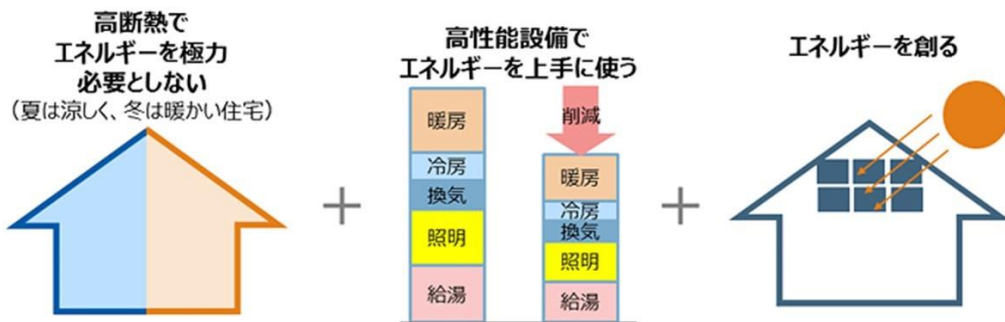 高断熱で
エネルギーを極力
必要としない
（夏は涼しく、冬は暖かい住宅）
高性能設備で
エネルギーを上手に使う
暖房
冷房
換気
照明
給湯
削減
暖房
冷房
換気
照明
給湯
エネルギーを創る